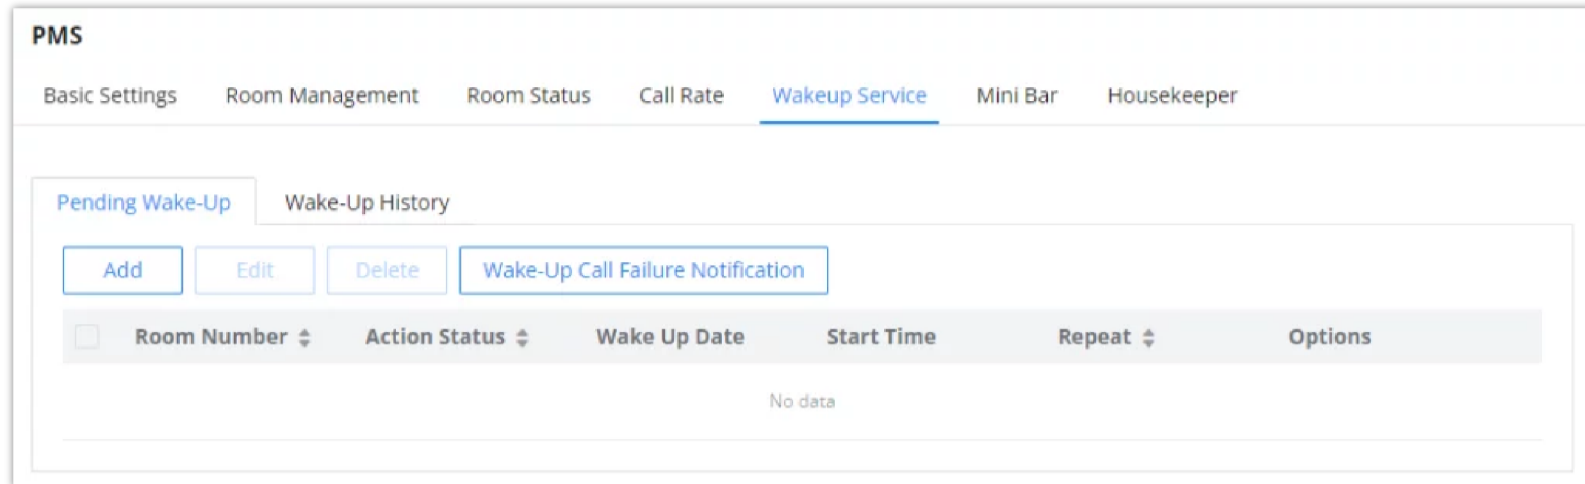 PMS
Basic Settings Room Management Room Status Call Rate Wakeup Service Mini Bar Housekeeper
Pending Wake-Up Wake-Up History
Add Edit Delete Wake-Up Call Failure Notification
Room Number Action Status Wake Up Date Start Time Repeat Options
No data